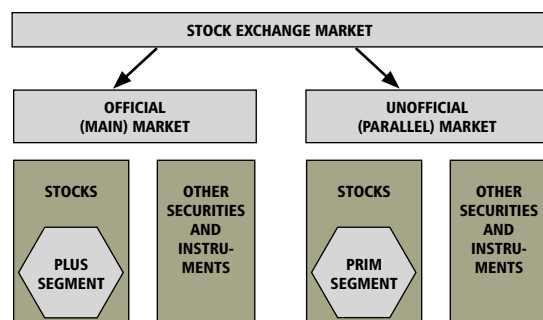 STOCK EXCHANGE MARKET
OFFICIAL
(MAIN) MARKET
UNOFFICIAL
(PARALLEL) MARKET
STOCKS
PLUS
SEGMENT
OTHER
SECURITIES
AND
INSTRU-
MENTS
STOCKS
PRIM
SEGMENT
OTHER
SECURITIES
AND
INSTRU-
MENTS